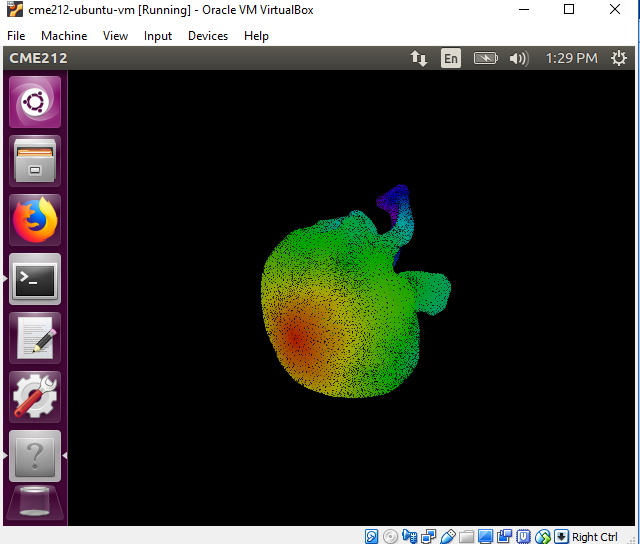 cme212-ubuntu-vm [Running] - Oracle VM VirtualBox
File Machine View Input Devices Help
CME212 En 1:29 PM
>_
?
Right Ctrl